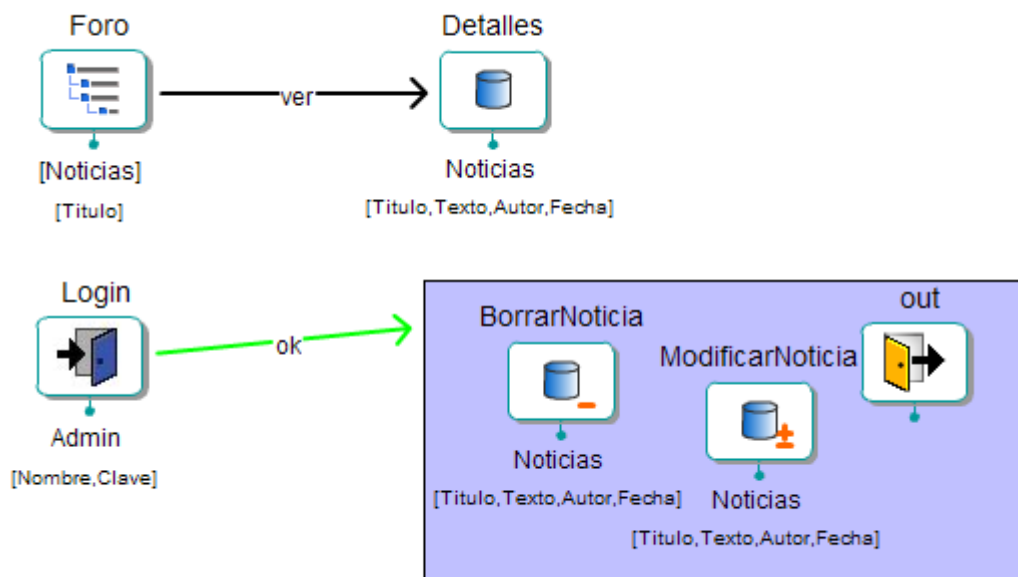 Foro
Detalles
ver
[Noticias]
[Titulo]
Noticias
[Titulo,Texto,Autor,Fecha]
Login
ok
Admin
[Nombre,Clave]
BorrarNoticia
Noticias
[Titulo,Texto,Autor,Fecha]
ModificarNoticia
Noticias
[Titulo,Texto,Autor,Fecha]
out